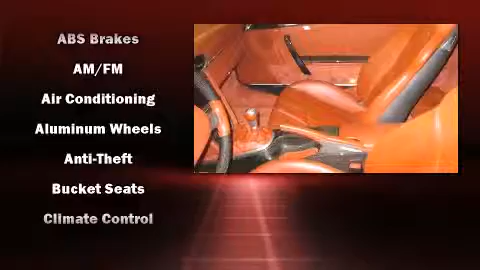 ABS Brakes
AM/FM
Air Conditioning
Aluminum Wheels
Anti-Theft
Bucket Seats
Climate Control